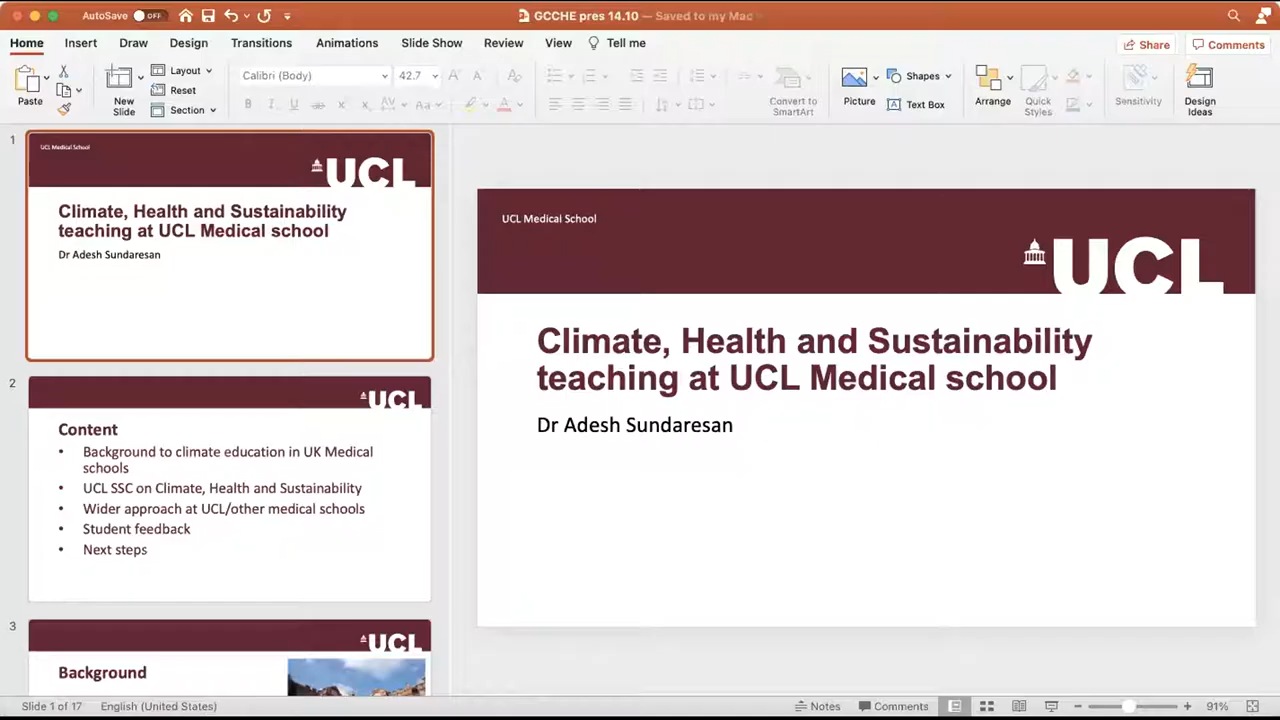 AutoSave OFF
GCCHE pres 14.10 — Saved to my Mac
Home Insert Draw Design Transitions Animations Slide Show Review View Tell me
Share Comments
Paste
New Slide
Layout
Reset
Section
Calibri (Body) 42.7
Convert to SmartArt
Picture
Shapes
Text Box
Arrange
Quick Styles
Sensitivity
Design Ideas
1
UCL Medical School
UCL
Climate, Health and Sustainability
teaching at UCL Medical school
Dr Adesh Sundaresan
2
UCL
Content
• Background to climate education in UK Medical
schools
• UCL SSC on Climate, Health and Sustainability
• Wider approach at UCL/other medical schools
• Student feedback
• Next steps
3
UCL
Background
UCL Medical School
UCL
Climate, Health and Sustainability
teaching at UCL Medical school
Dr Adesh Sundaresan
Slide 1 of 17 English (United States) Notes Comments 91%